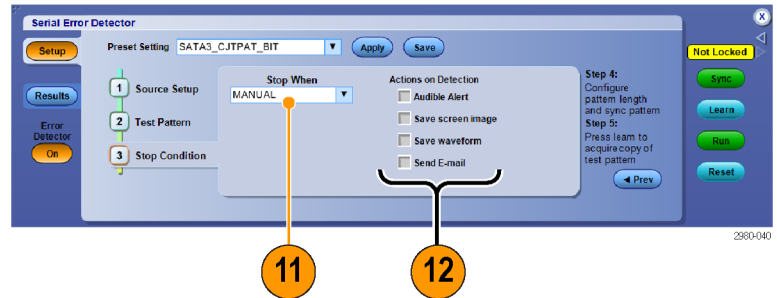 Serial Error Detector
X
Setup
Preset Setting SATA3_CJTPAT_BIT Apply Save
Not Locked
Results
Error
Detector
On
1 Source Setup
2 Test Pattern
3 Stop Condition
Stop When
MANUAL
Actions on Detection
Audible Alert
Save screen image
Save waveform
Send E-mail
Step 4:
Configure
pattern length
and sync pattern
Step 5:
Press learn to
acquire copy of
test pattern
◄ Prev
Sync
Learn
Run
Reset
2980-040
11
12